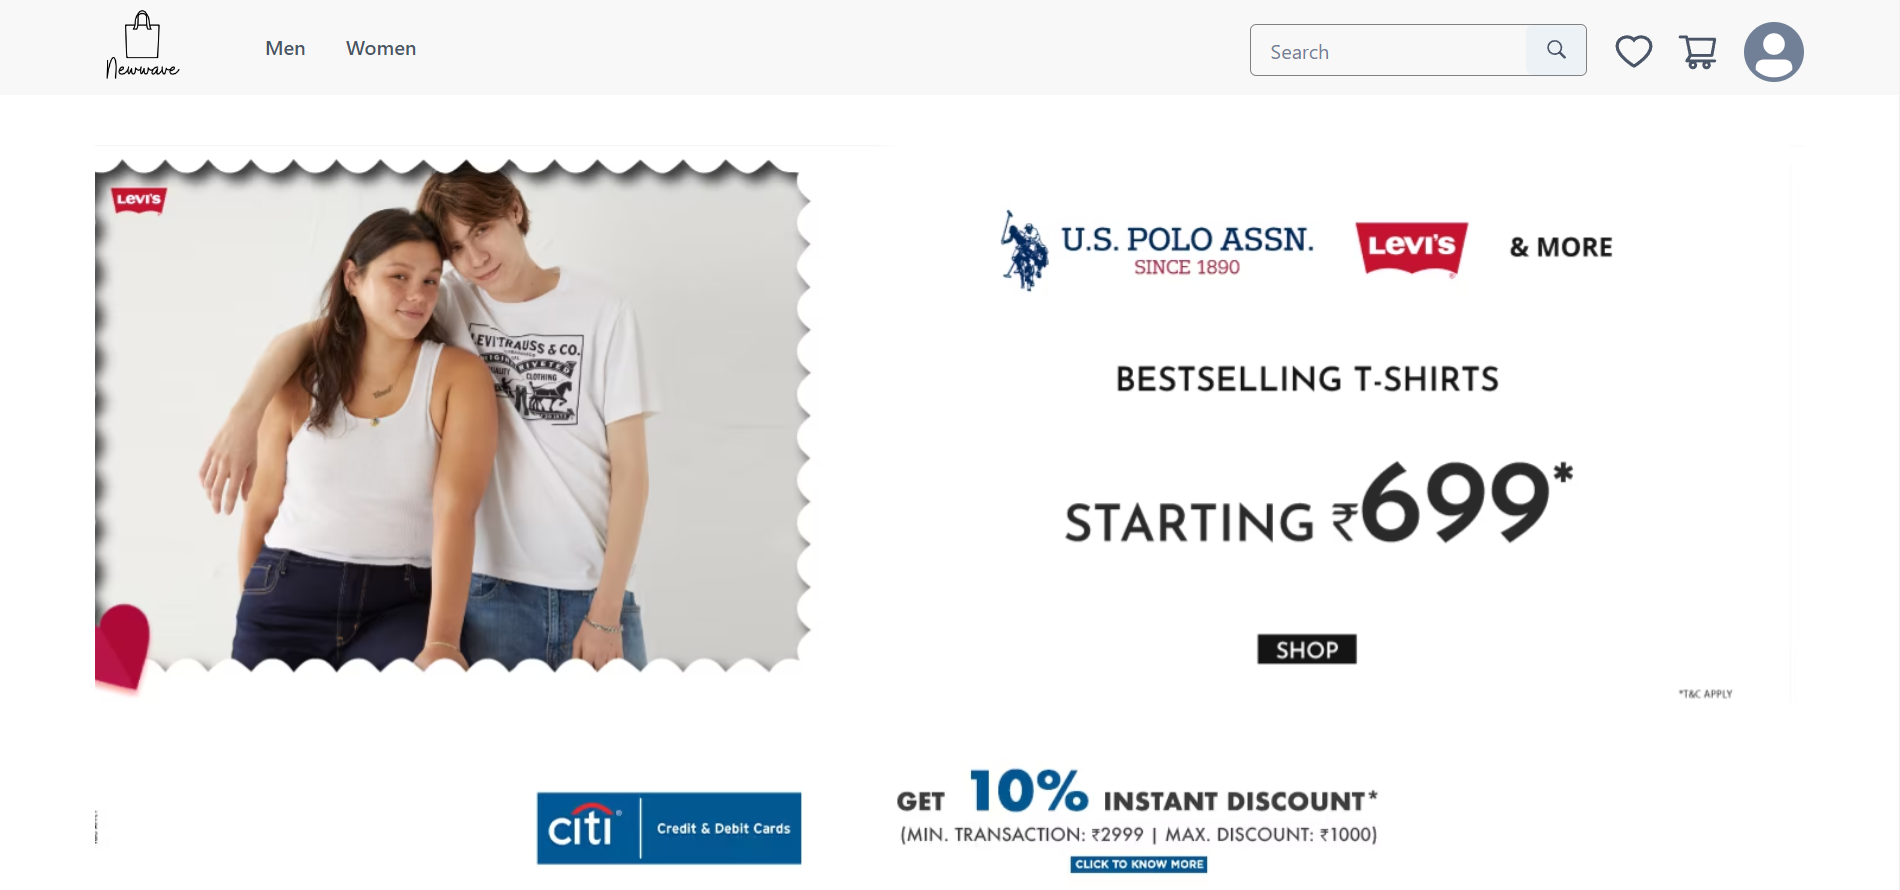 Newwave
Men
Women
Search
Levi's
LEVI STRAUSS & CO.
QUALITY
CLOTHING
U.S. POLO ASSN.
SINCE 1890
Levi's
& MORE
BESTSELLING T-SHIRTS
STARTING ₹699*
SHOP
*T&C APPLY
citi
Credit & Debit Cards
GET 10% INSTANT DISCOUNT*
(MIN. TRANSACTION: ₹2999 | MAX. DISCOUNT: ₹1000)
CLICK TO KNOW MORE